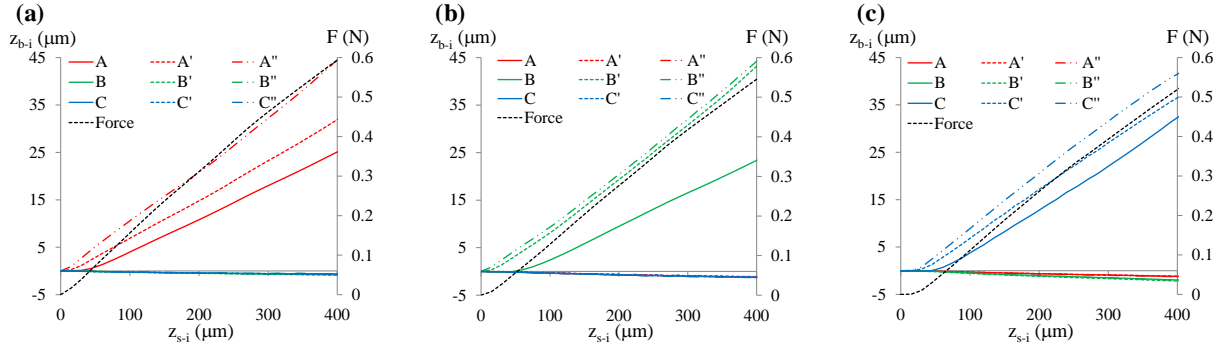 (a)
z_b-i (μm)
F (N)
45
35
25
15
5
-5
0.6
0.5
0.4
0.3
0.2
0.1
0
A A' A''
B B' B''
C C' C''
Force
0 100 200 300 400
z_s-i (μm)
(b)
z_b-i (μm)
F (N)
45
35
25
15
5
-5
0.6
0.5
0.4
0.3
0.2
0.1
0
A A' A''
B B' B''
C C' C''
Force
0 100 200 300 400
z_s-i (μm)
(c)
z_b-i (μm)
F (N)
45
35
25
15
5
-5
0.6
0.5
0.4
0.3
0.2
0.1
0
A A' A''
B B' B''
C C' C''
Force
0 100 200 300 400
z_s-i (μm)